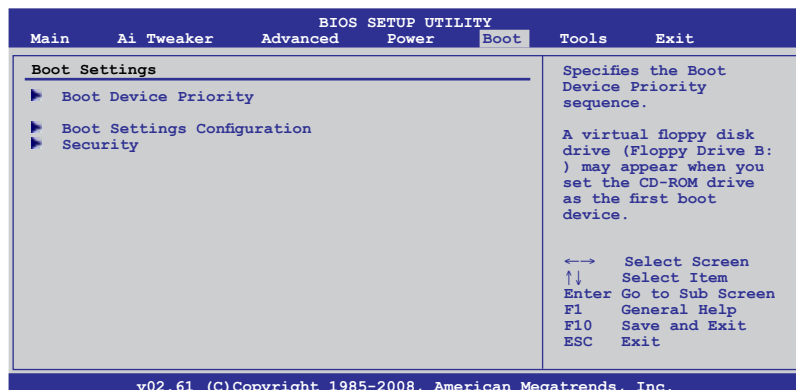 BIOS SETUP UTILITY
Main Ai Tweaker Advanced Power Boot Tools Exit
Boot Settings
Boot Device Priority
Boot Settings Configuration
Security
Specifies the Boot
Device Priority
sequence.
A virtual floppy disk
drive (Floppy Drive B:
) may appear when you
set the CD-ROM drive
as the first boot
device.
←→ Select Screen
↑↓ Select Item
Enter Go to Sub Screen
F1 General Help
F10 Save and Exit
ESC Exit
v02.61 (C)Copyright 1985-2008, American Megatrends, Inc.